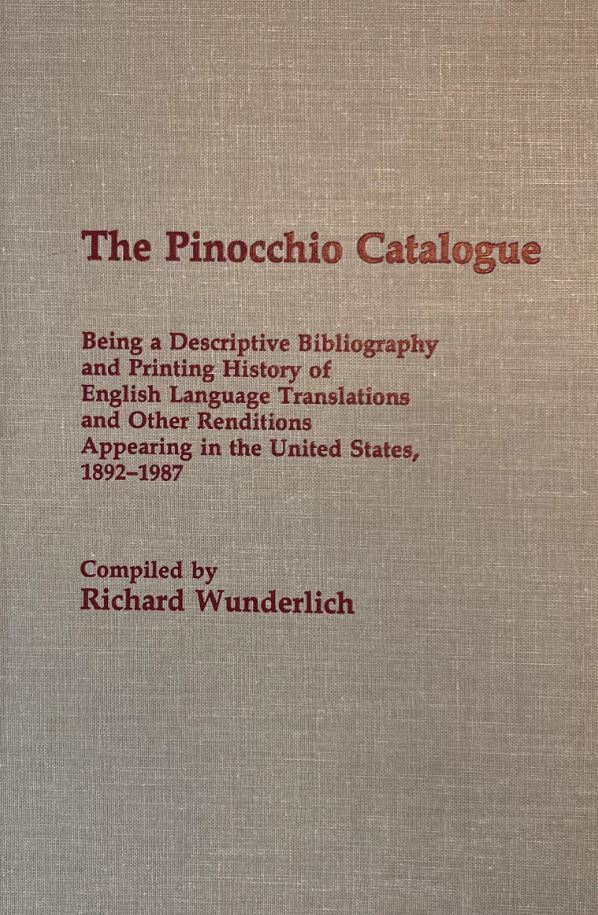 The Pinocchio Catalogue
Being a Descriptive Bibliography
and Printing History of
English Language Translations
and Other Renditions
Appearing in the United States,
1892–1987
Compiled by
Richard Wunderlich